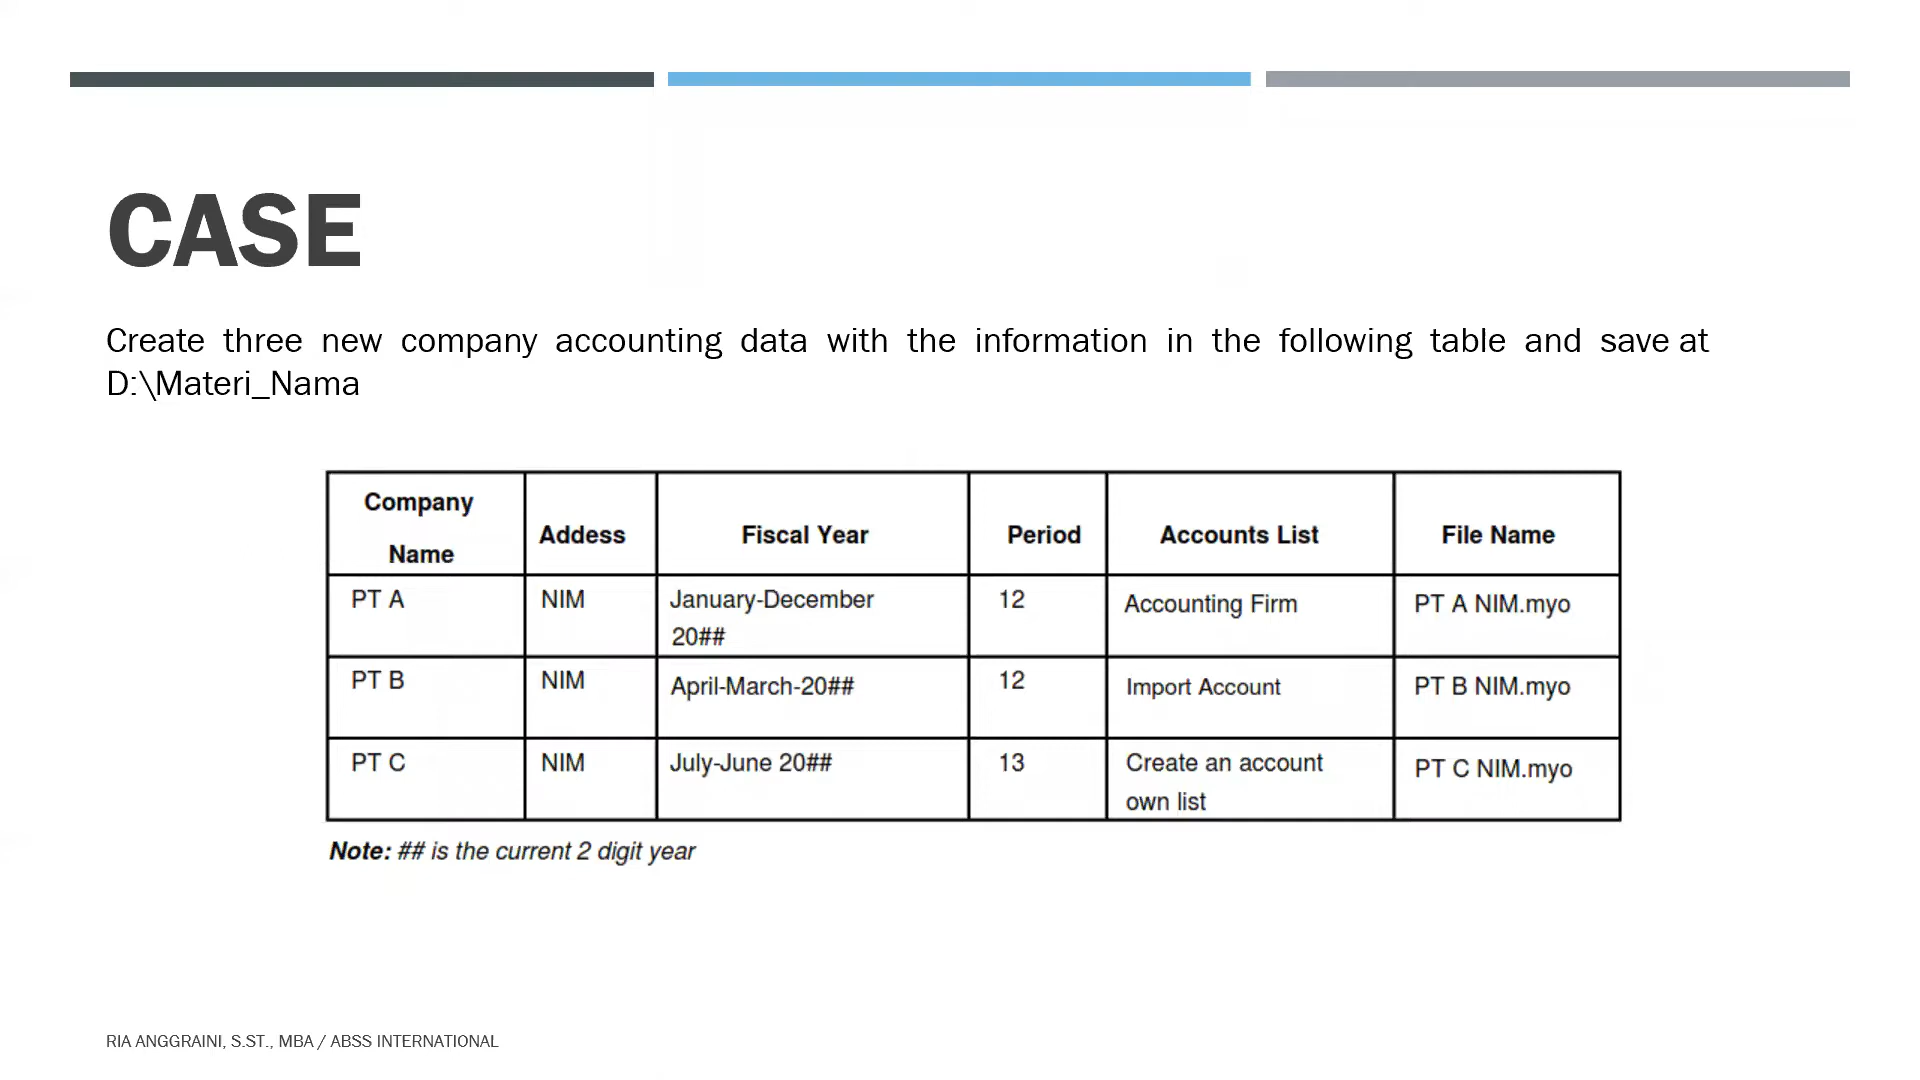 CASE
Create three new company accounting data with the information in the following table and save at
D:\Materi_Nama
Company Name Addess Fiscal Year Period Accounts List File Name
PT A NIM January-December 20## 12 Accounting Firm PT A NIM.myo
PT B NIM April-March-20## 12 Import Account PT B NIM.myo
PT C NIM July-June 20## 13 Create an account own list PT C NIM.myo
Note: ## is the current 2 digit year
RIA ANGGRAINI, S.ST., MBA / ABSS INTERNATIONAL